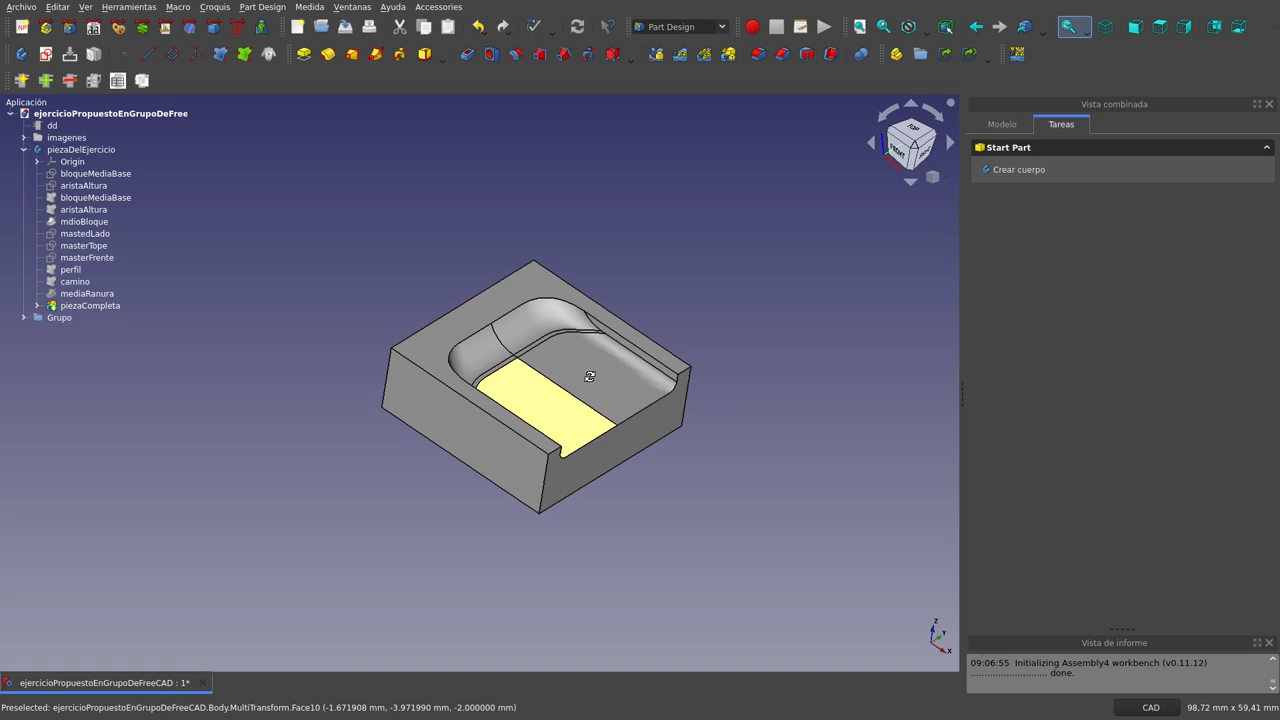 Archivo Editar Ver Herramientas Macro Croquis Part Design Medida Ventanas Ayuda Accessories
Part Design
Aplicación
ejercicioPropuestoEnGrupoDeFree
dd
imagenes
piezaDelEjercicio
Origin
bloqueMediaBase
aristaAltura
bloqueMediaBase
aristaAltura
mdioBloque
mastedLado
masterTope
masterFrente
perfil
camino
mediaRanura
piezaCompleta
Grupo
TOP
FRONT
Z
Y
X
Vista combinada
Modelo Tareas
Start Part
Crear cuerpo
Vista de informe
09:06:55 Initializing Assembly4 workbench (v0.11.12)
............................ done.
ejercicioPropuestoEnGrupoDeFreeCAD : 1*
Preselected: ejercicioPropuestoEnGrupoDeFreeCAD.Body.MultiTransform.Face10 (-1.671908 mm, -3.971990 mm, -2.000000 mm)
CAD
98,72 mm x 59,41 mm